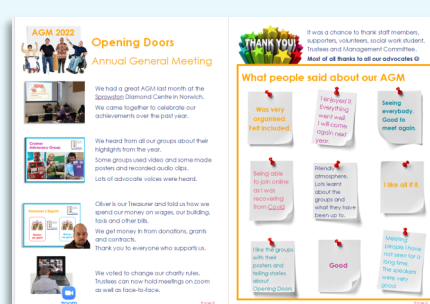 AGM 2022
Opening Doors
Annual General Meeting
We had a great AGM last month at the
Sprowston Diamond Centre in Norwich.
We came together to celebrate our
achievements over the past year.
We heard from all our groups about their
highlights from the year.
Some groups used video and some made
posters and recorded audio clips.
Lots of advocate voices were heard.
Oliver is our Treasurer and told us how we
spend our money on wages, our building,
taxis and other bills.
We get money in from donations, grants
and contracts.
Thank you to everyone who supports us.
We voted to change our charity rules.
Trustees can now hold meetings on zoom
as well as face-to-face.
zoom
THANK YOU!
It was a chance to thank staff members,
supporters, volunteers, social work student,
Trustees and Management Committee.
Most of all thanks to all our advocates ☺
What people said about our AGM
Was very
organised.
Felt included.
I enjoyed it.
Everything
went well.
I will come
again next
year.
Seeing
everybody.
Good to
meet again.
Being able
to join online
as I was
recovering
from Covid
Friendly
atmosphere.
Lots learnt
about the
groups and
what they have
been up to.
I like all of it.
I like the groups
with their
posters and
telling stories
about
Opening Doors
Good
Meeting
people I have
not seen for a
long time.
The speakers
were very
good